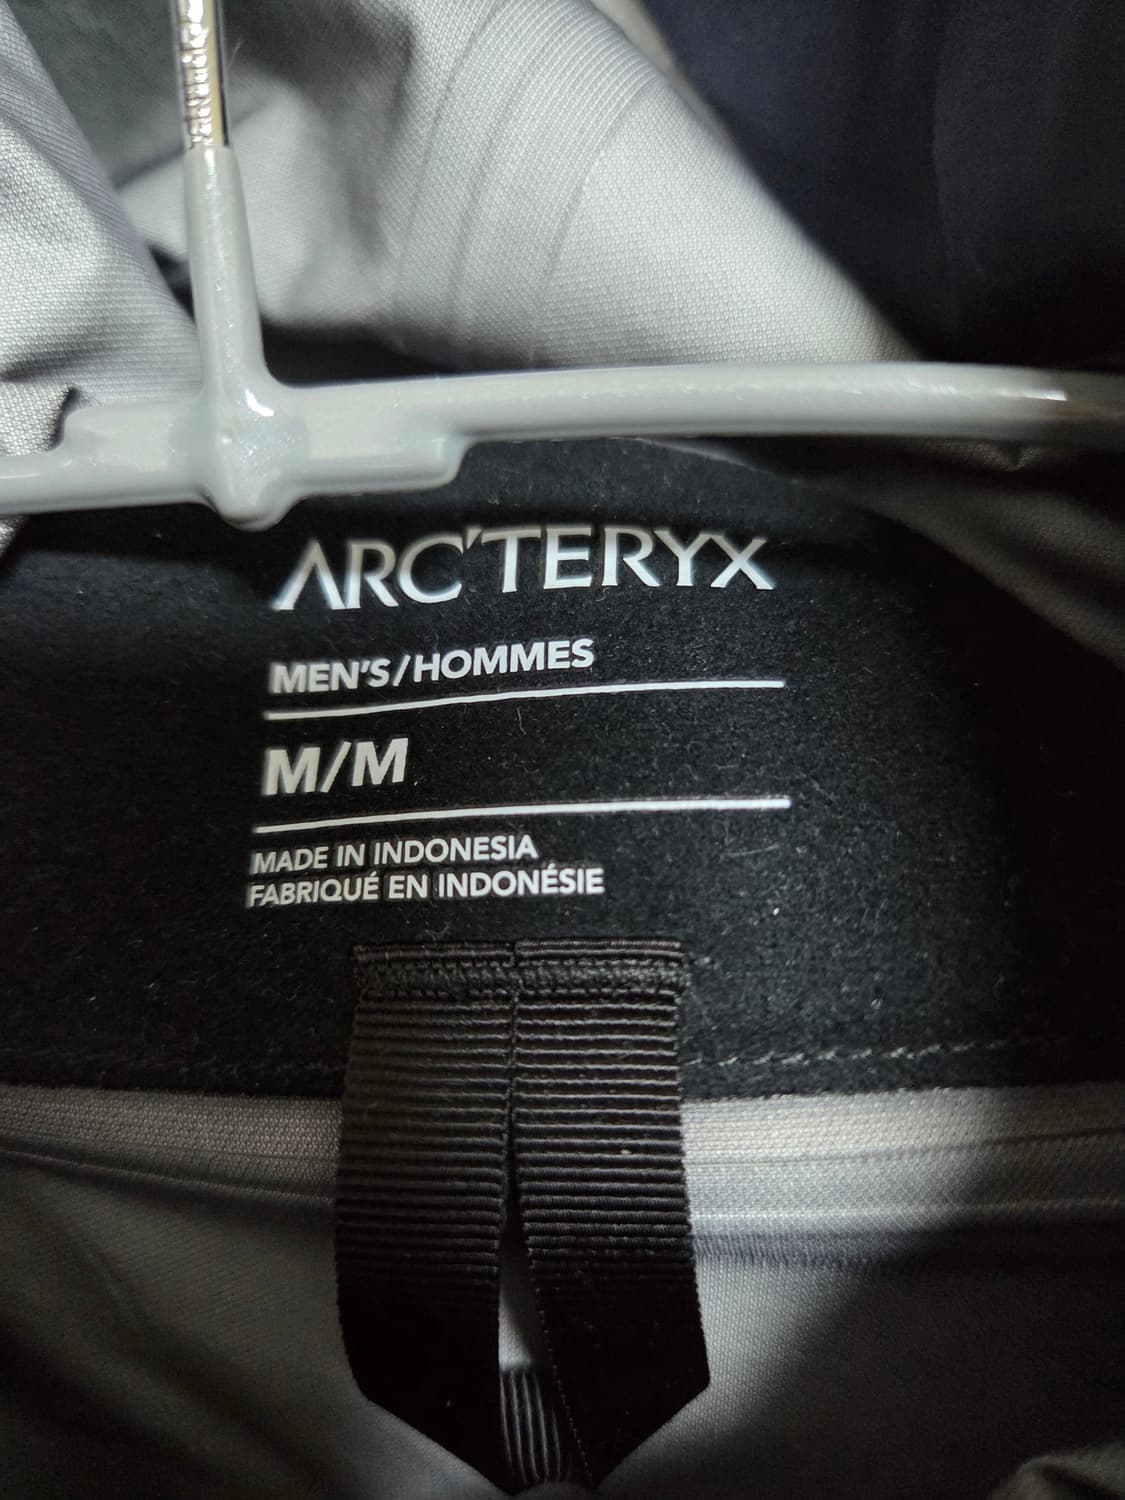 ARC'TERYX
MEN'S/HOMMES
M/M
MADE IN INDONESIA
FABRIQUÉ EN INDONÉSIE